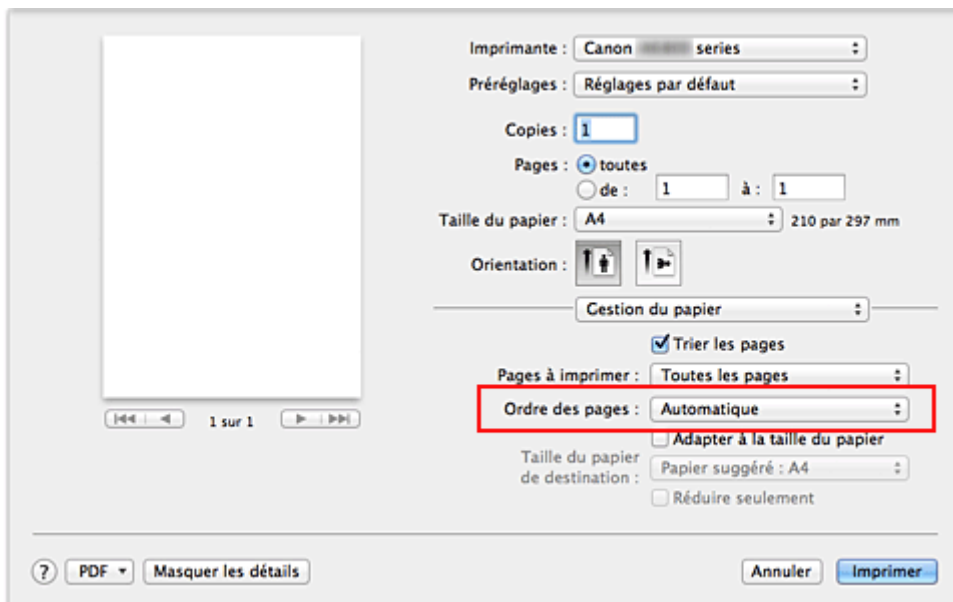 Imprimante : Canon series
Préréglages : Réglages par défaut
Copies : 1
Pages : toutes
de : 1 à : 1
Taille du papier : A4 210 par 297 mm
Orientation :
Gestion du papier
Trier les pages
Pages à imprimer : Toutes les pages
Ordre des pages : Automatique
Adapter à la taille du papier
Taille du papier
de destination : Papier suggéré : A4
Réduire seulement
1 sur 1
? PDF Masquer les détails Annuler Imprimer